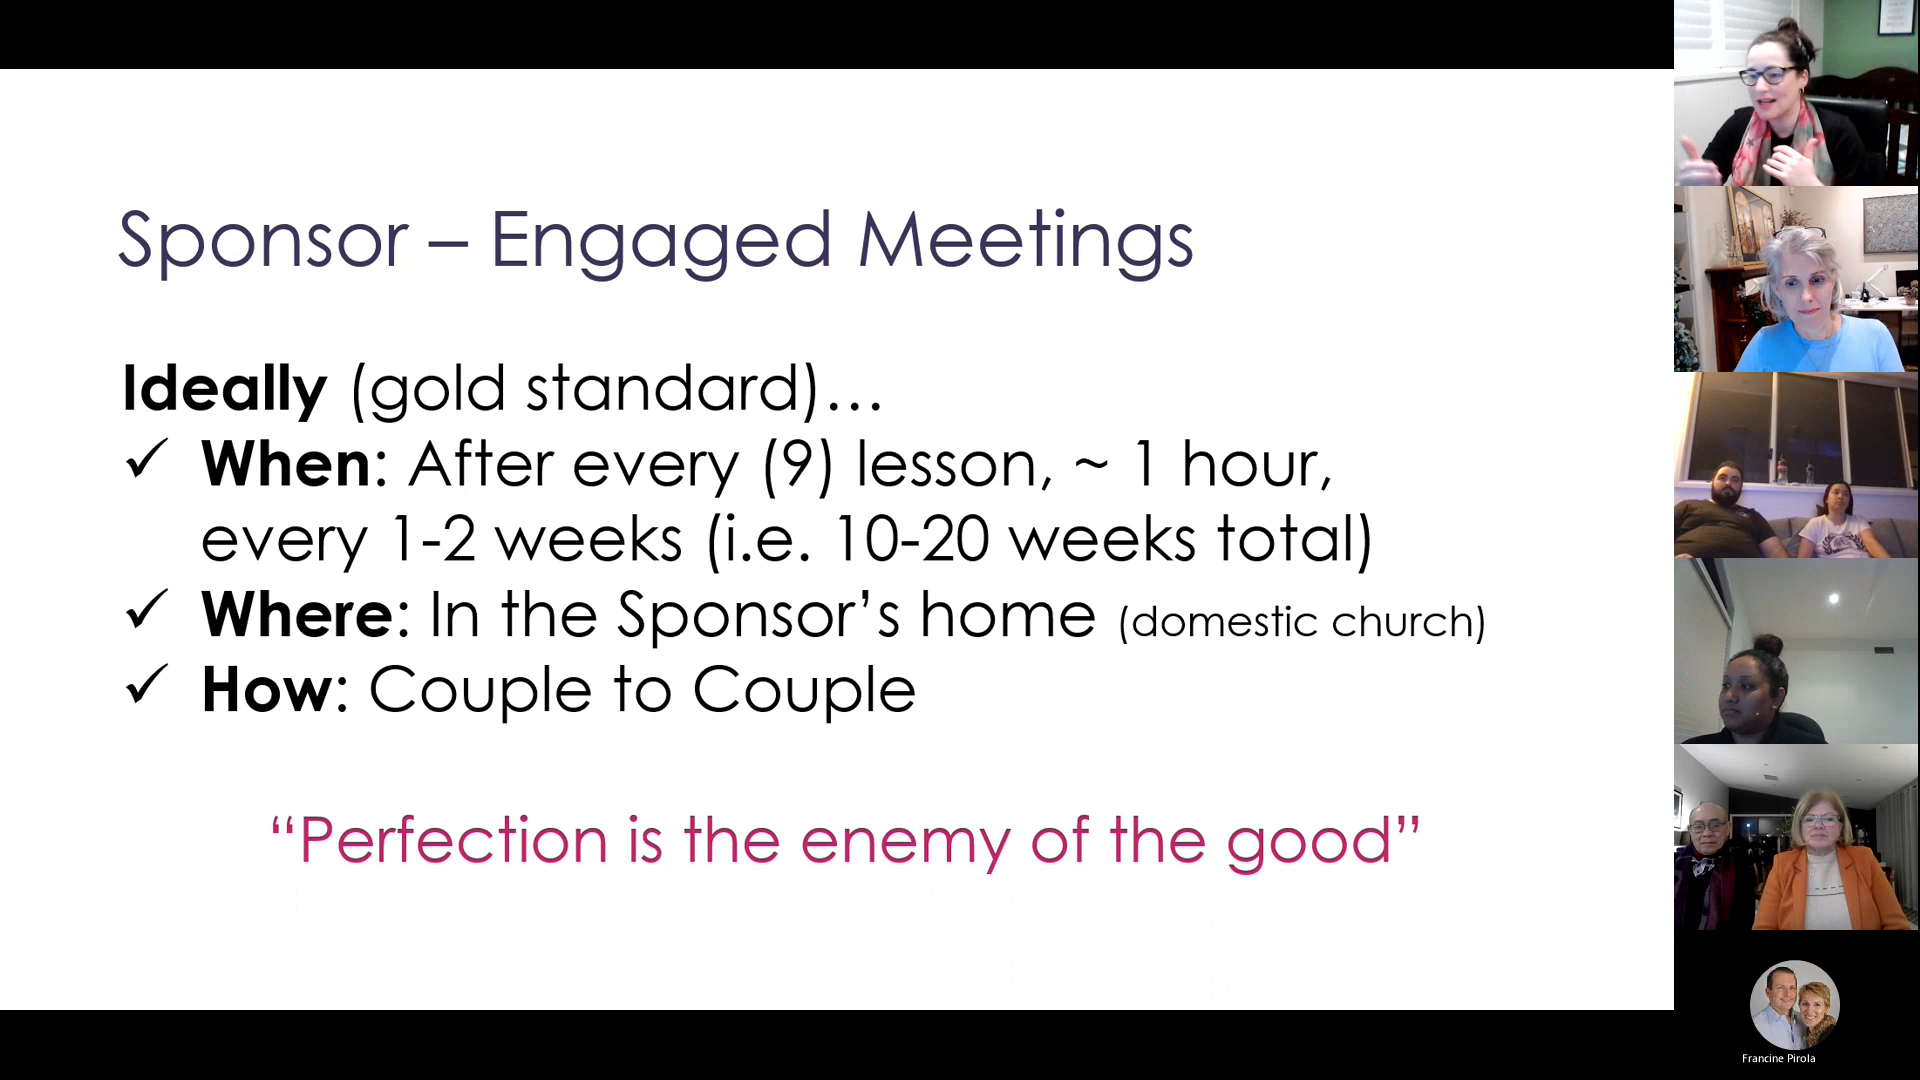 Sponsor – Engaged Meetings
Ideally (gold standard)…
✓ When: After every (9) lesson, ~ 1 hour,
every 1-2 weeks (i.e. 10-20 weeks total)
✓ Where: In the Sponsor’s home (domestic church)
✓ How: Couple to Couple
“Perfection is the enemy of the good”
Francine Pirola